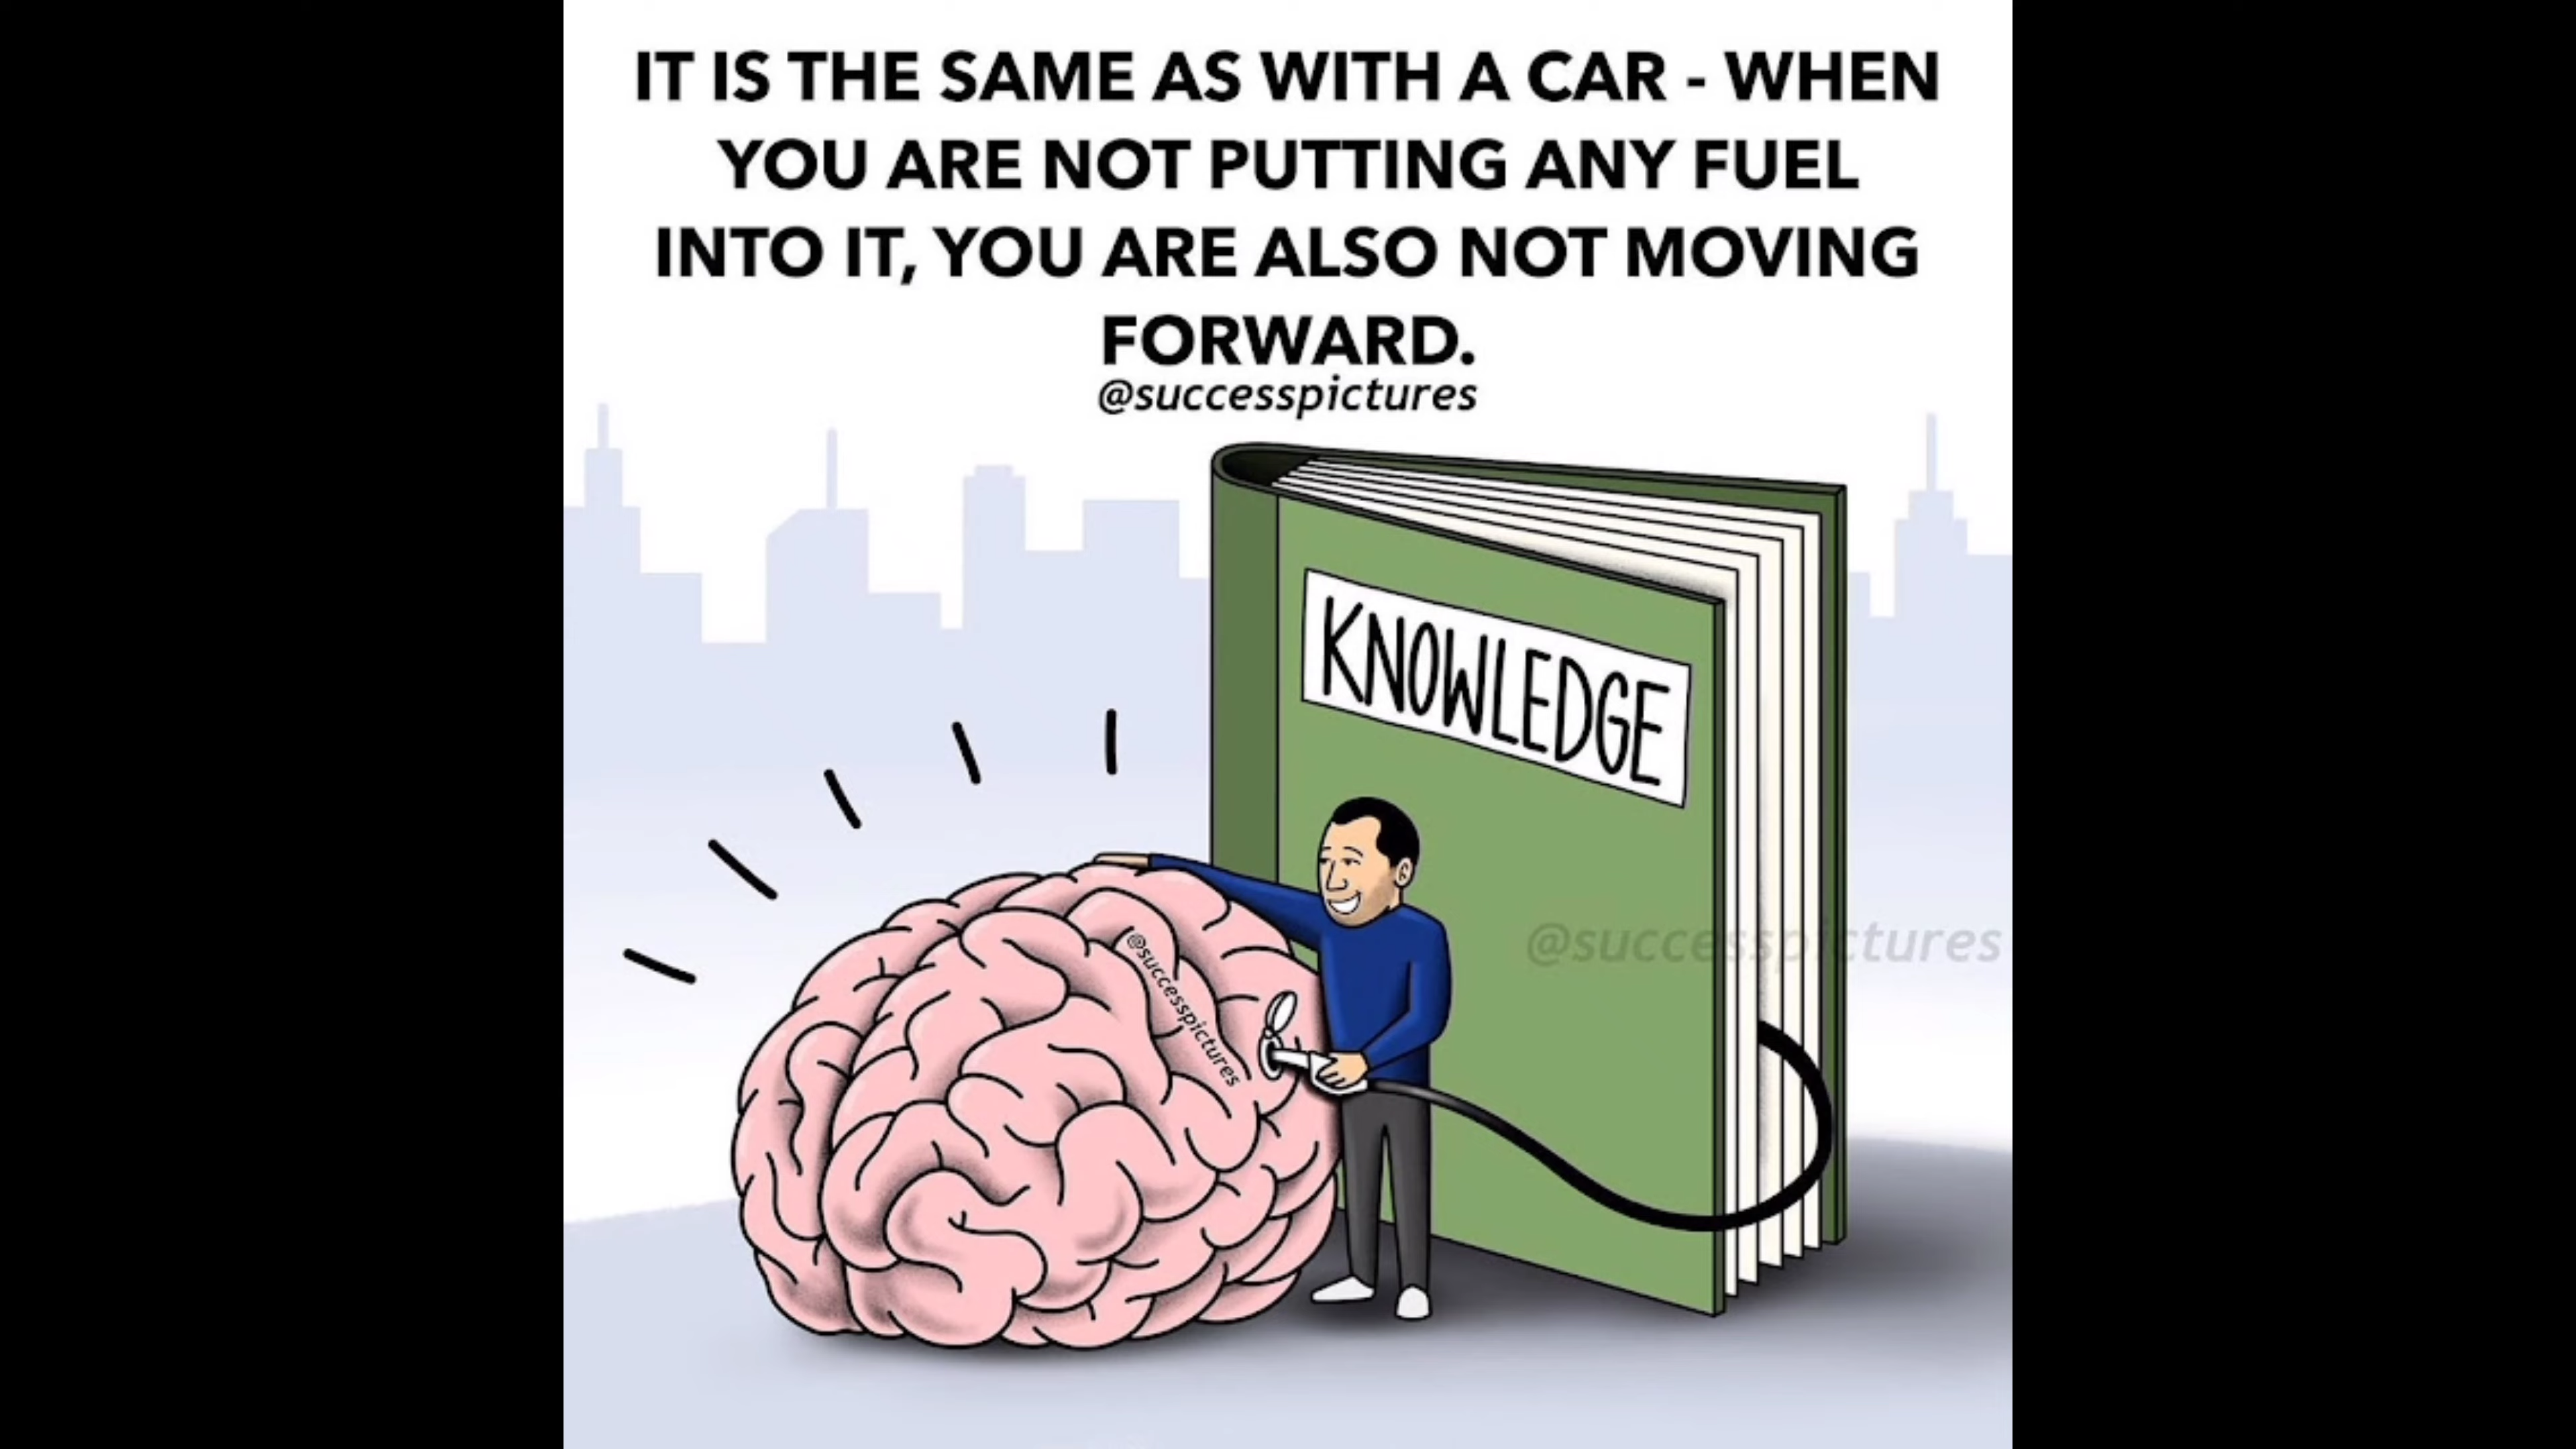 IT IS THE SAME AS WITH A CAR - WHEN
YOU ARE NOT PUTTING ANY FUEL
INTO IT, YOU ARE ALSO NOT MOVING
FORWARD.
@successpictures
KNOWLEDGE
@successpictures
@successpictures